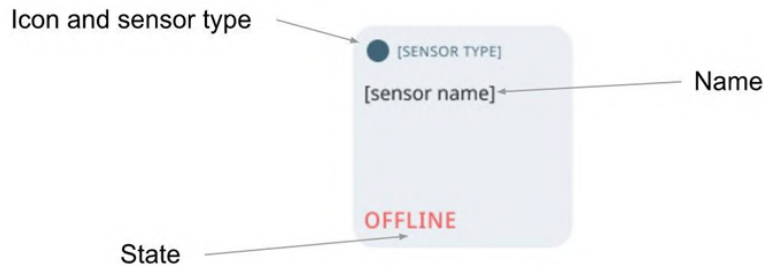 Icon and sensor type
[SENSOR TYPE]
[sensor name]
Name
OFFLINE
State